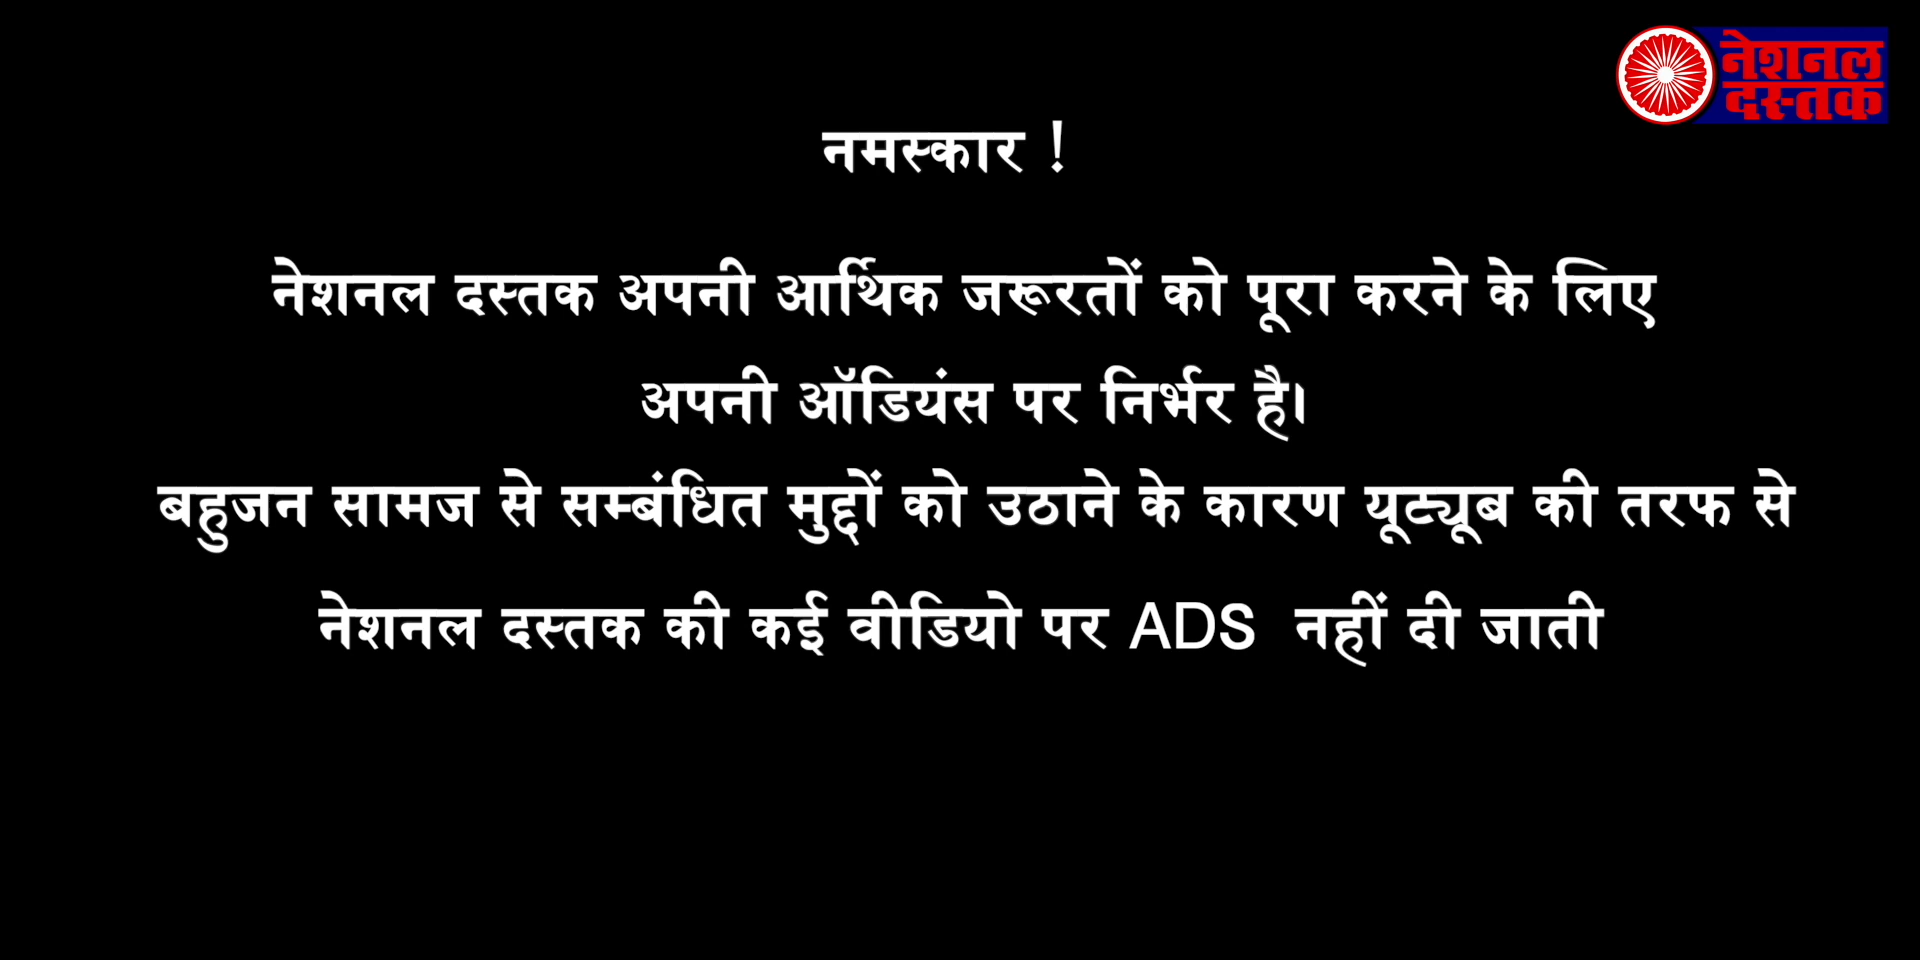 नेशनल
दस्तक
नमस्कार !
नेशनल दस्तक अपनी आर्थिक जरूरतों को पूरा करने के लिए
अपनी ऑडियंस पर निर्भर है।
बहुजन सामज से सम्बंधित मुद्दों को उठाने के कारण यूट्यूब की तरफ से
नेशनल दस्तक की कई वीडियो पर ADS नहीं दी जाती